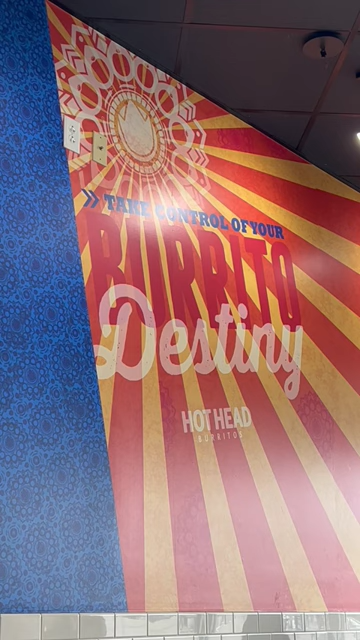 TAKE CONTROL OF YOUR
BURRITO
Destiny
HOT HEAD
BURRITOS